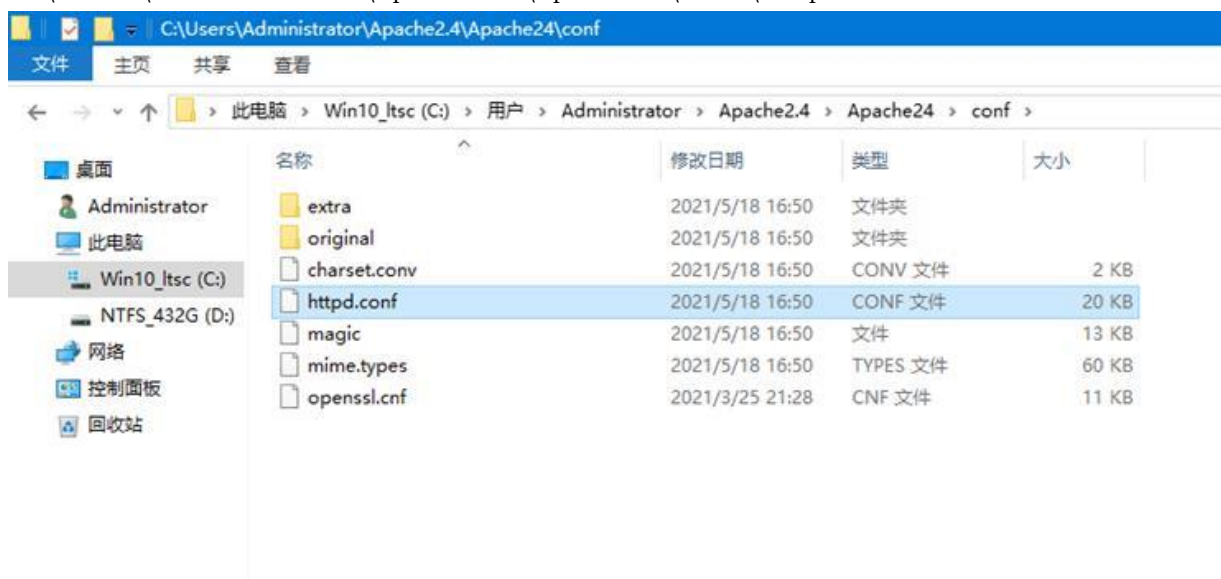 C:\Users\Administrator\Apache2.4\Apache24\conf
文件 主页 共享 查看
此电脑 > Win10_ltsc (C:) > 用户 > Administrator > Apache2.4 > Apache24 > conf >
名称 修改日期 类型 大小
桌面
Administrator
此电脑
Win10_ltsc (C:)
NTFS_432G (D:)
网络
控制面板
回收站
extra 2021/5/18 16:50 文件夹
original 2021/5/18 16:50 文件夹
charset.conv 2021/5/18 16:50 CONV 文件 2 KB
httpd.conf 2021/5/18 16:50 CONF 文件 20 KB
magic 2021/5/18 16:50 文件 13 KB
mime.types 2021/5/18 16:50 TYPES 文件 60 KB
openssl.cnf 2021/3/25 21:28 CNF 文件 11 KB